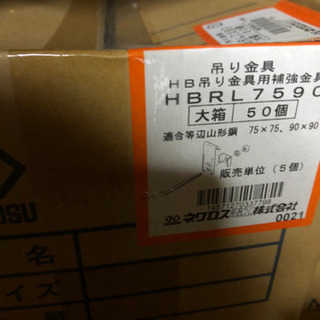 吊り金具
HB吊り金具用補強金具
HBRL7590
大箱 50個
適合等辺山形鋼 75×75、90×90
販売単位(5個)
ネグロス電工株式会社
0021
名
イズ